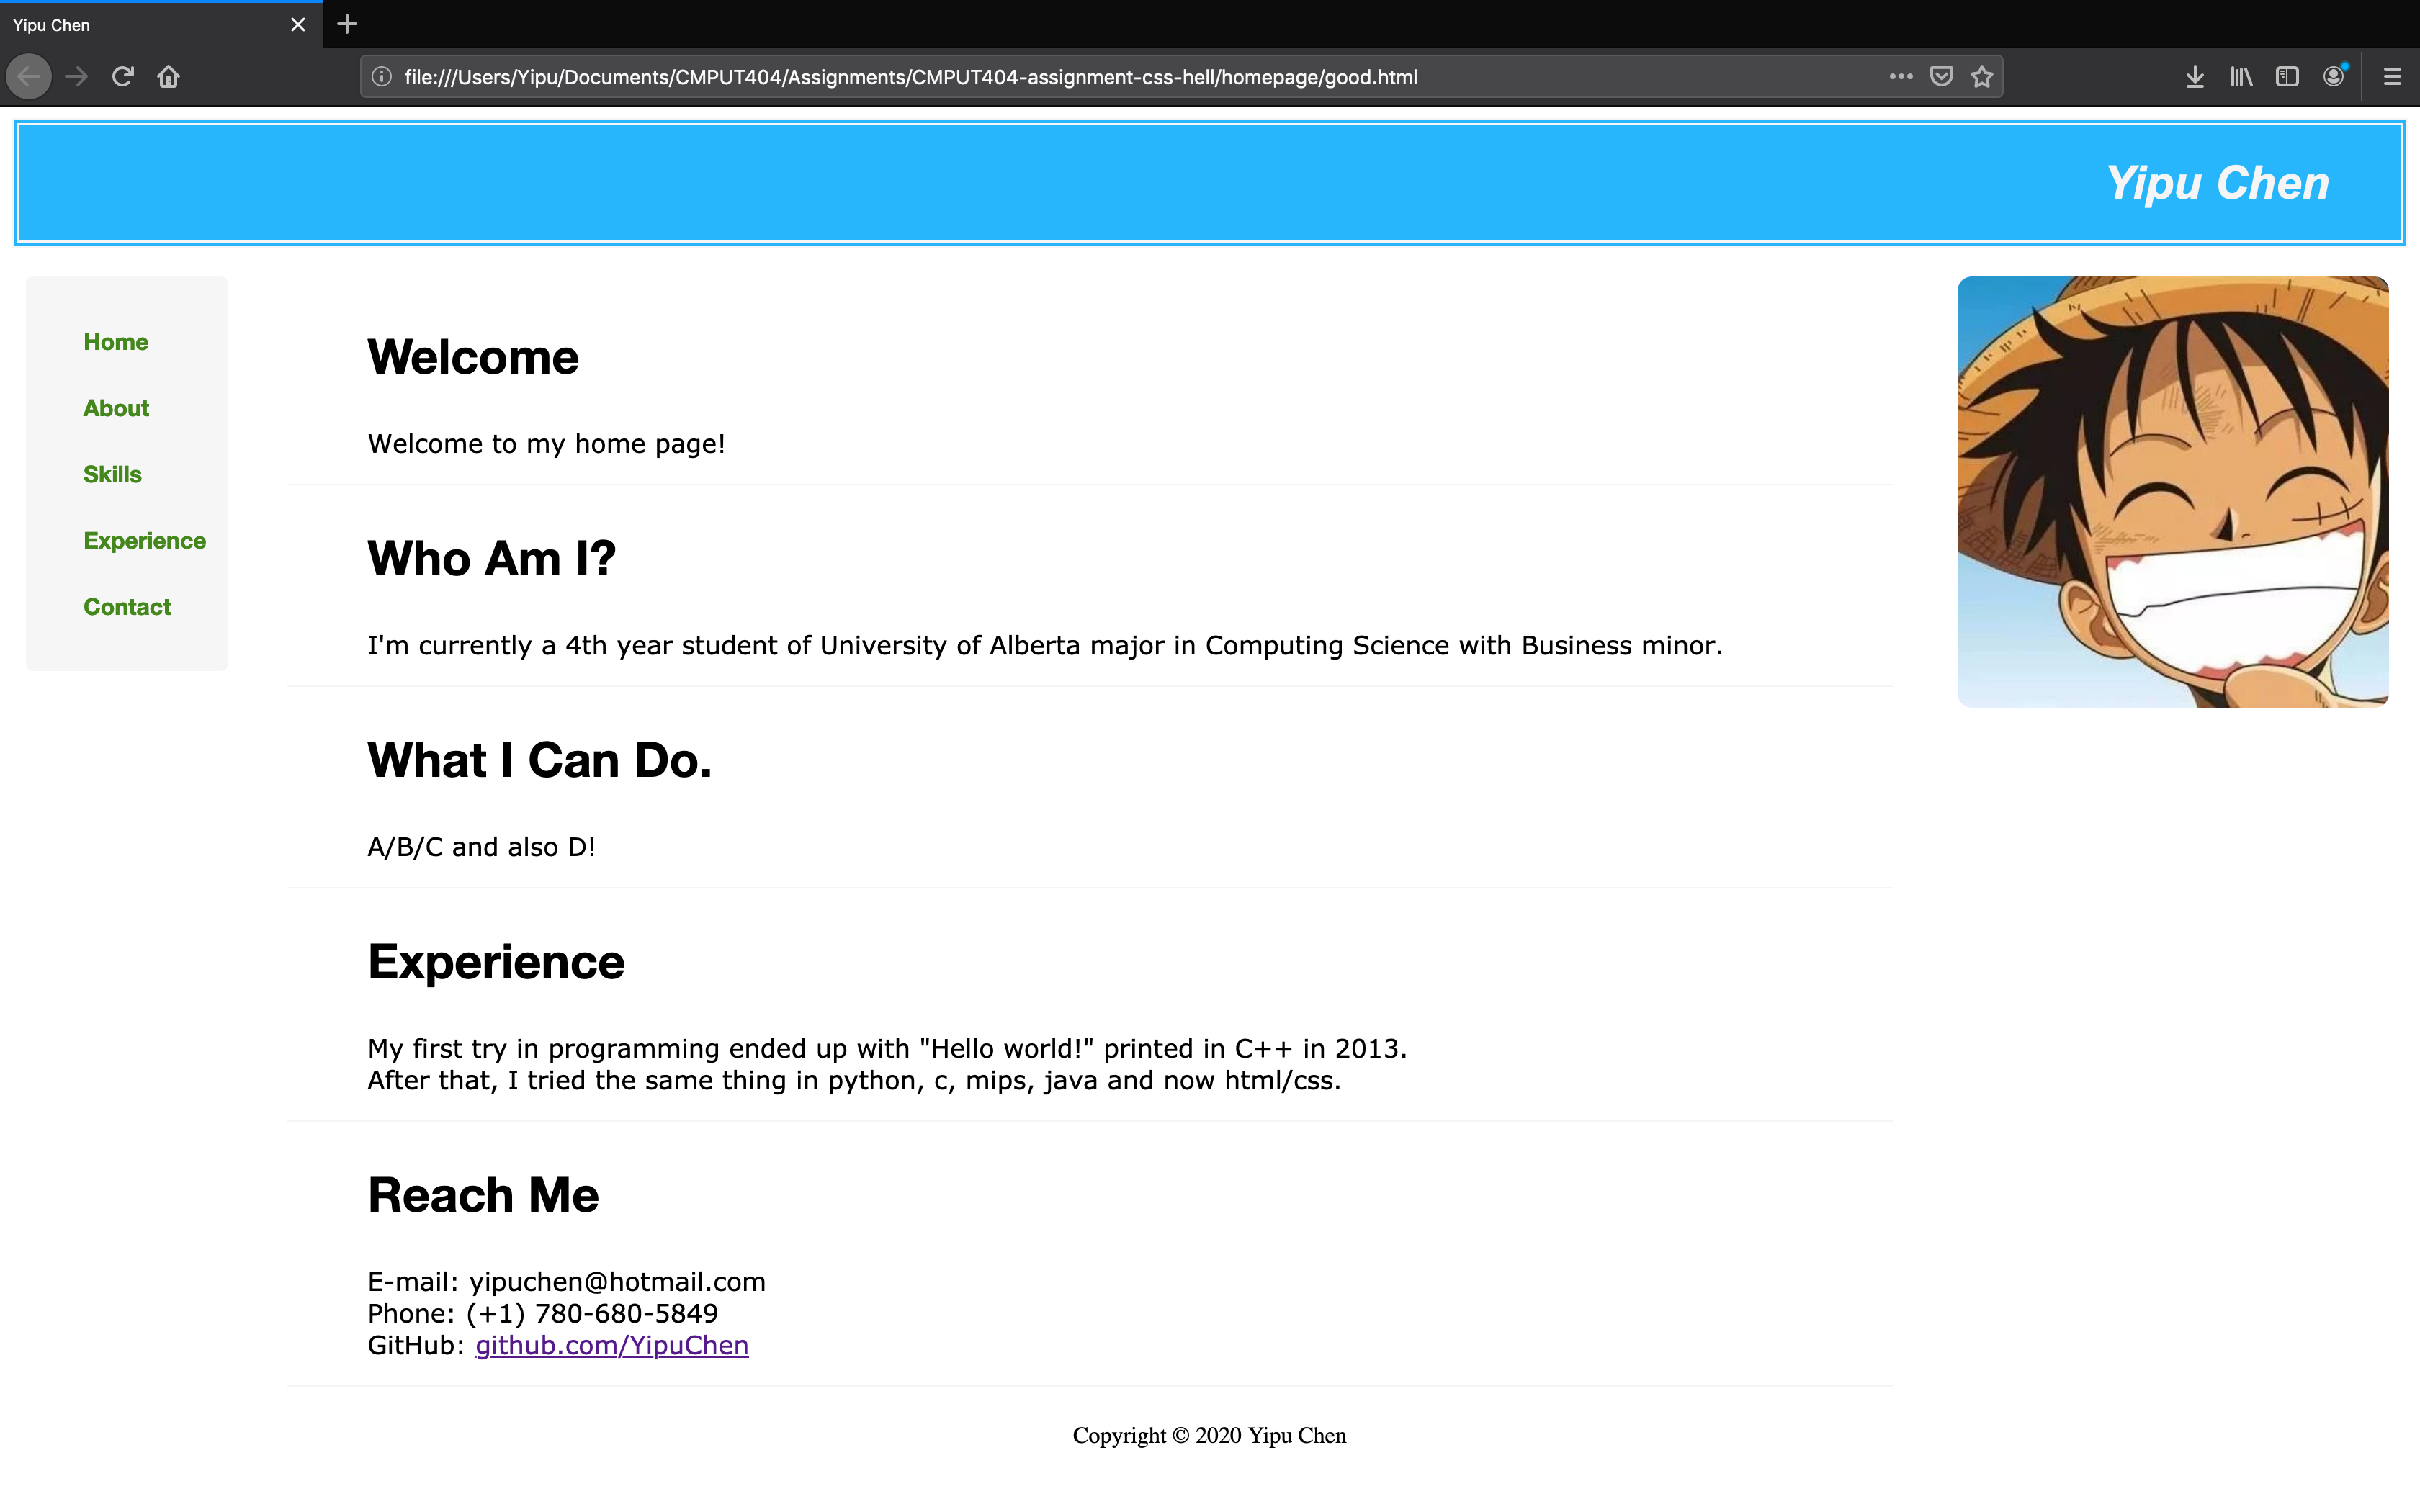 Yipu Chen
file:///Users/Yipu/Documents/CMPUT404/Assignments/CMPUT404-assignment-css-hell/homepage/good.html
Yipu Chen
Home
About
Skills
Experience
Contact
Welcome
Welcome to my home page!
Who Am I?
I'm currently a 4th year student of University of Alberta major in Computing Science with Business minor.
What I Can Do.
A/B/C and also D!
Experience
My first try in programming ended up with "Hello world!" printed in C++ in 2013.
After that, I tried the same thing in python, c, mips, java and now html/css.
Reach Me
E-mail: yipuchen@hotmail.com
Phone: (+1) 780-680-5849
GitHub: github.com/YipuChen
Copyright © 2020 Yipu Chen